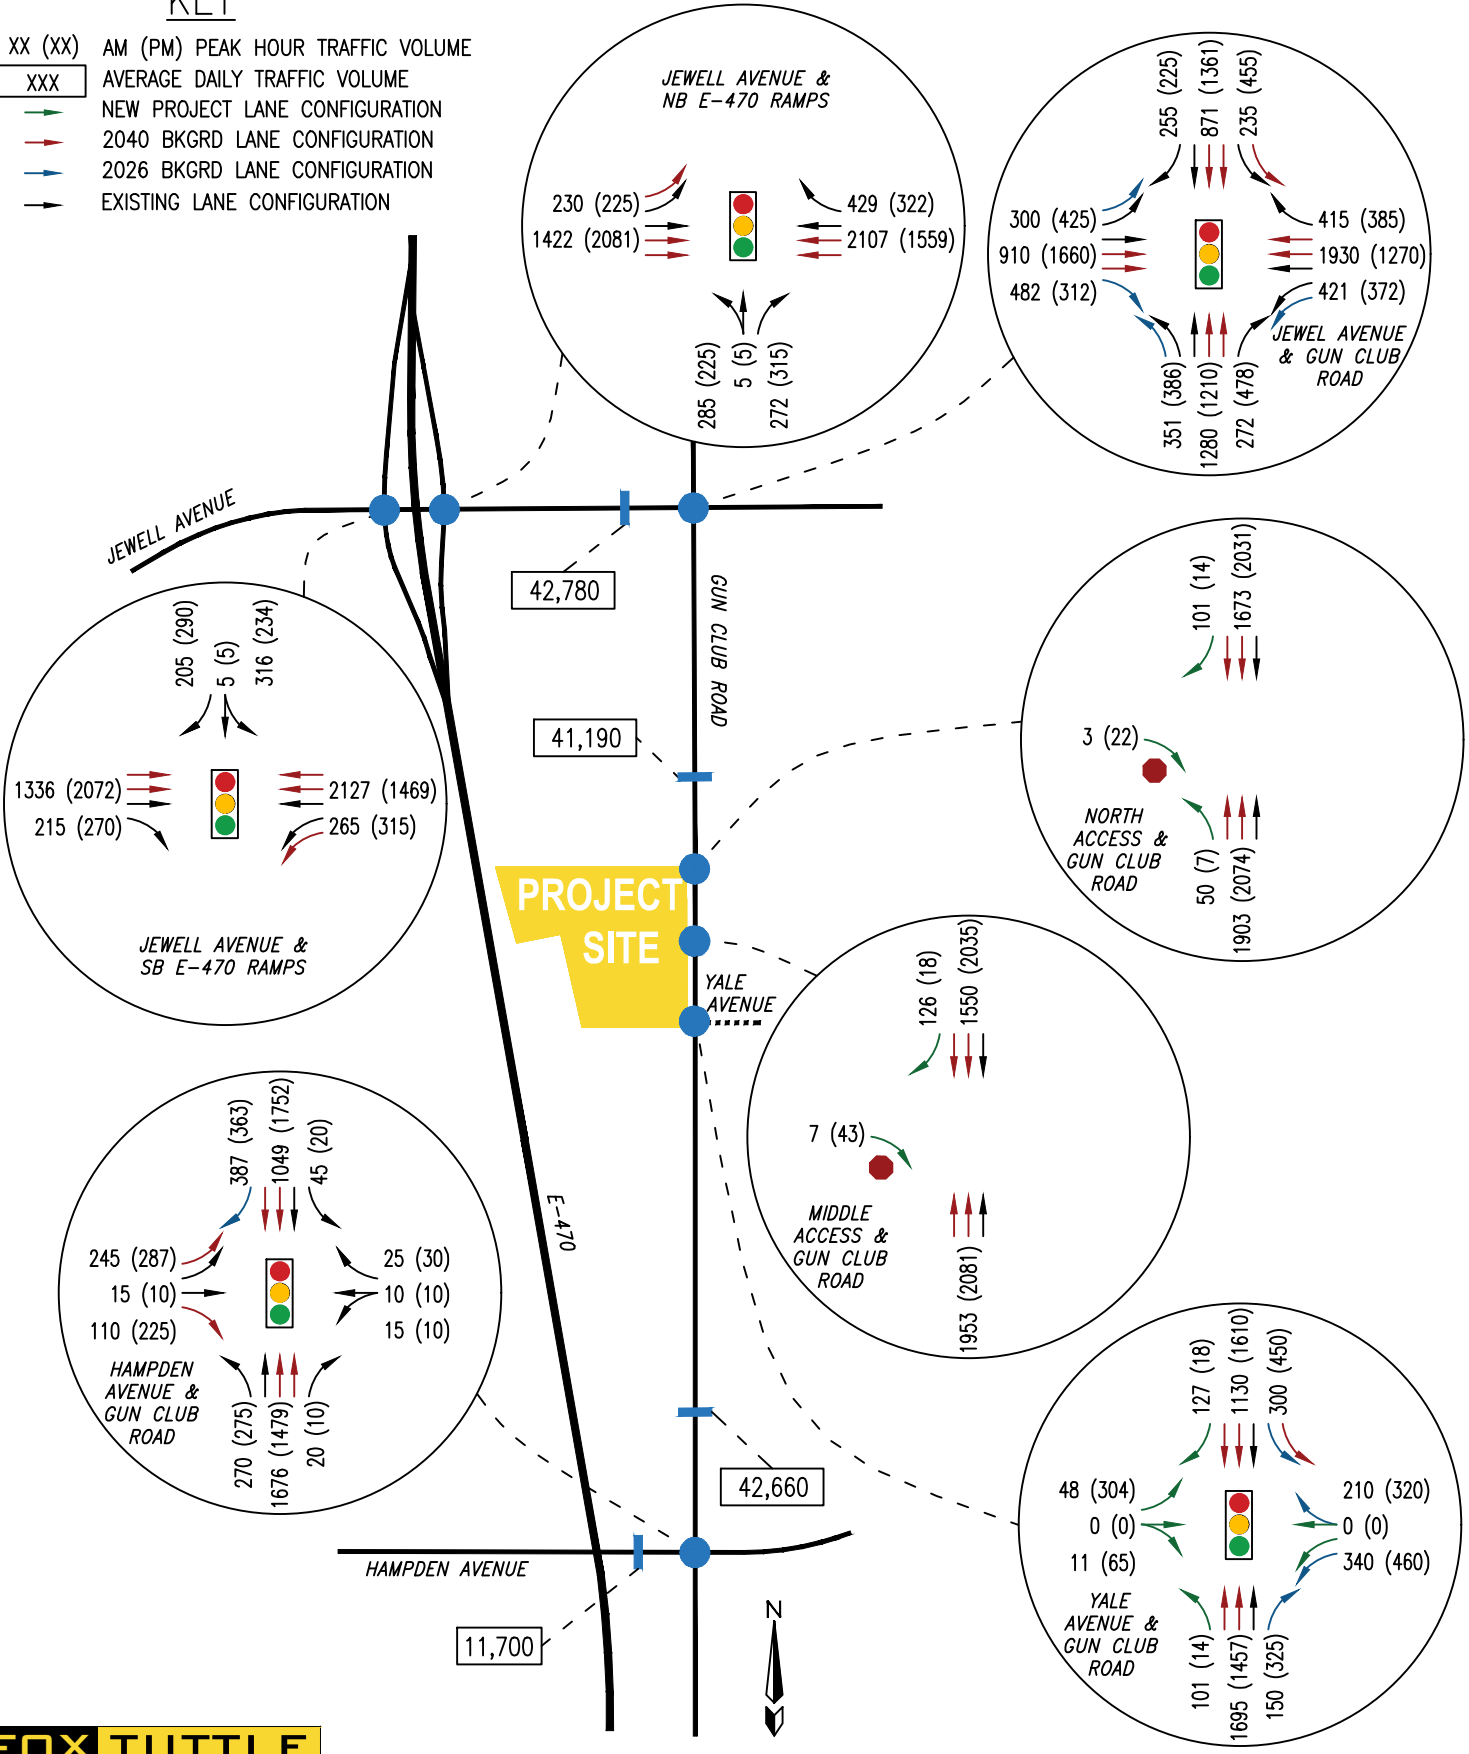 KEY
XX (XX) AM (PM) PEAK HOUR TRAFFIC VOLUME
XXX AVERAGE DAILY TRAFFIC VOLUME
NEW PROJECT LANE CONFIGURATION
2040 BKGRD LANE CONFIGURATION
2026 BKGRD LANE CONFIGURATION
EXISTING LANE CONFIGURATION
JEWELL AVENUE &
NB E-470 RAMPS
230 (225)
1422 (2081)
429 (322)
2107 (1559)
285 (225)
5 (5)
272 (315)
255 (225)
871 (1361)
235 (455)
300 (425)
910 (1660)
482 (312)
415 (385)
1930 (1270)
421 (372)
JEWEL AVENUE
& GUN CLUB
ROAD
351 (386)
1280 (1210)
272 (478)
JEWELL AVENUE
42,780
GUN CLUB ROAD
41,190
205 (290)
5 (5)
316 (234)
1336 (2072)
215 (270)
2127 (1469)
265 (315)
JEWELL AVENUE &
SB E-470 RAMPS
101 (14)
1673 (2031)
3 (22)
NORTH
ACCESS &
GUN CLUB
ROAD
50 (7)
1903 (2074)
PROJECT
SITE
YALE
AVENUE
126 (18)
1550 (2035)
7 (43)
MIDDLE
ACCESS &
GUN CLUB
ROAD
1953 (2081)
387 (363)
1049 (1752)
45 (20)
245 (287)
15 (10)
110 (225)
25 (30)
10 (10)
15 (10)
HAMPDEN
AVENUE &
GUN CLUB
ROAD
270 (275)
1676 (1479)
20 (10)
E-470
42,660
HAMPDEN AVENUE
11,700
N
127 (18)
1130 (1610)
300 (450)
48 (304)
0 (0)
11 (65)
210 (320)
0 (0)
340 (460)
YALE
AVENUE &
GUN CLUB
ROAD
101 (14)
1695 (1457)
150 (325)
FOX TUTTLE